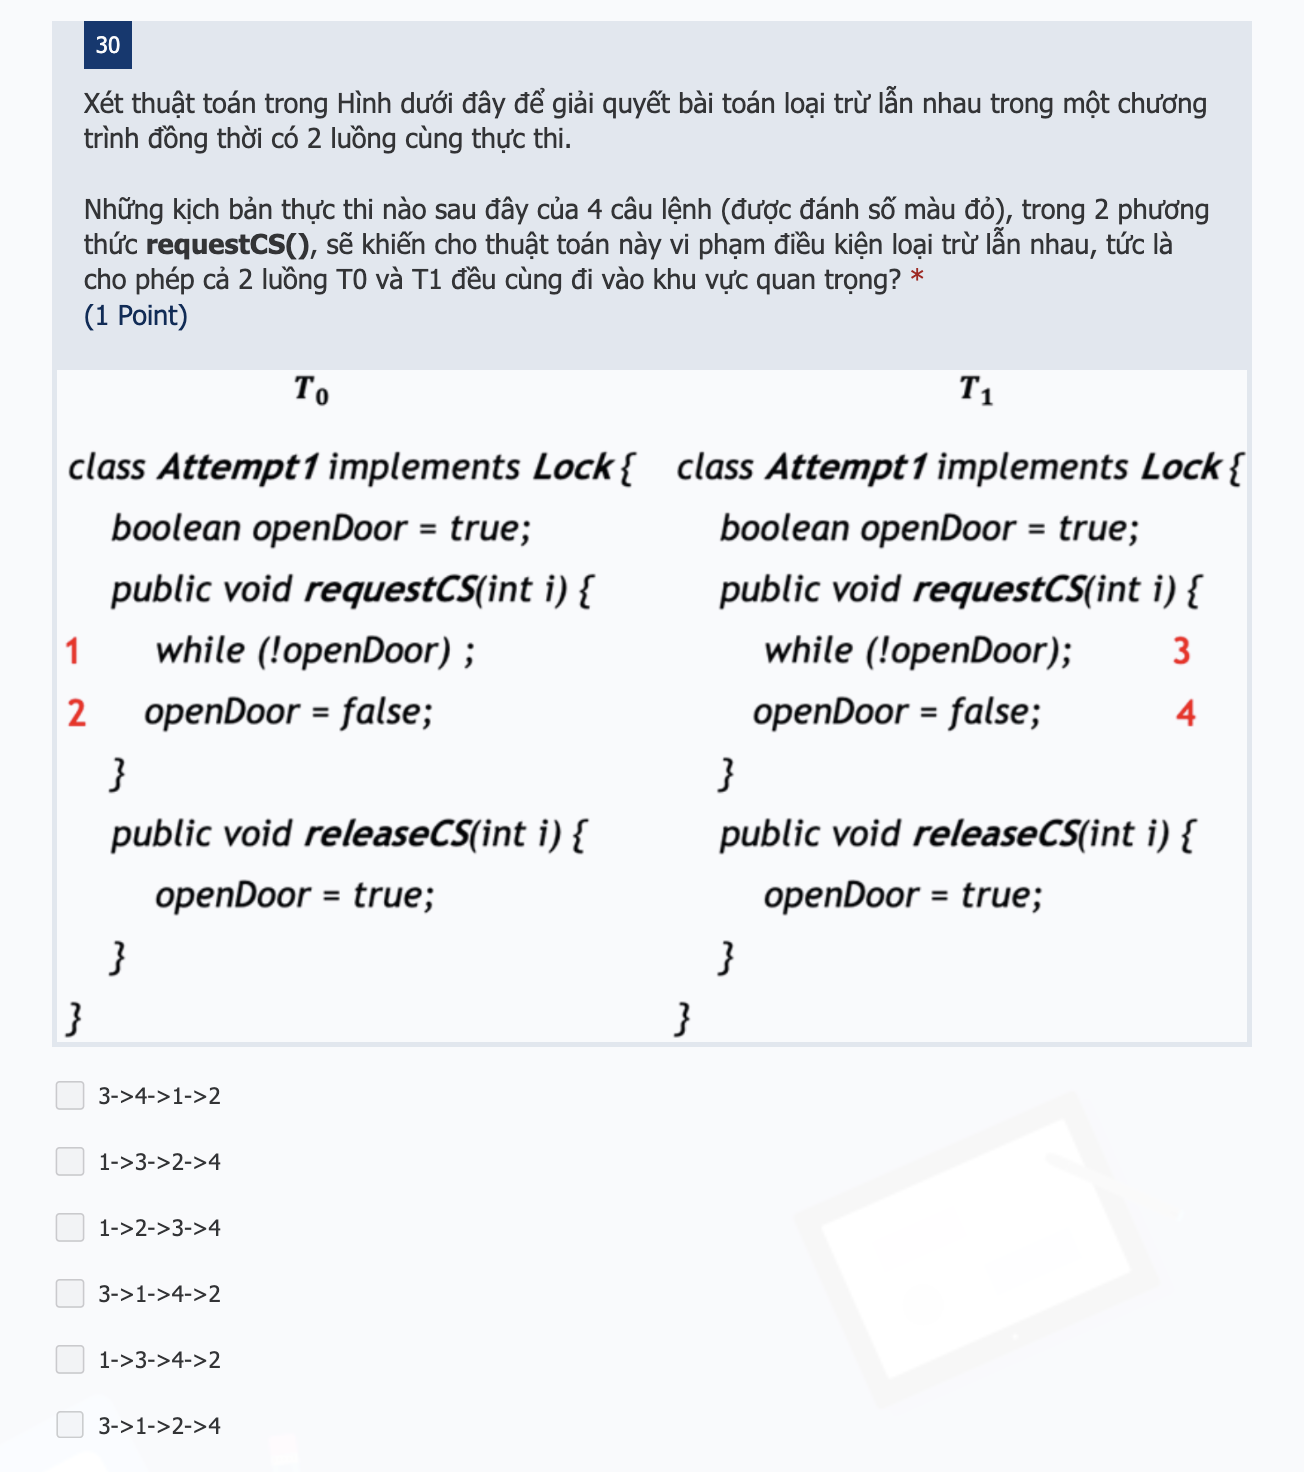 30
Xét thuật toán trong Hình dưới đây để giải quyết bài toán loại trừ lẫn nhau trong một chương
trình đồng thời có 2 luồng cùng thực thi.
Những kịch bản thực thi nào sau đây của 4 câu lệnh (được đánh số màu đỏ), trong 2 phương
thức requestCS(), sẽ khiến cho thuật toán này vi phạm điều kiện loại trừ lẫn nhau, tức là
cho phép cả 2 luồng T0 và T1 đều cùng đi vào khu vực quan trọng? *
(1 Point)
T0
class Attempt1 implements Lock {
boolean openDoor = true;
public void requestCS(int i) {
1 while (!openDoor) ;
2 openDoor = false;
}
public void releaseCS(int i) {
openDoor = true;
}
}
T1
class Attempt1 implements Lock {
boolean openDoor = true;
public void requestCS(int i) {
while (!openDoor); 3
openDoor = false; 4
}
public void releaseCS(int i) {
openDoor = true;
}
}
3->4->1->2
1->3->2->4
1->2->3->4
3->1->4->2
1->3->4->2
3->1->2->4